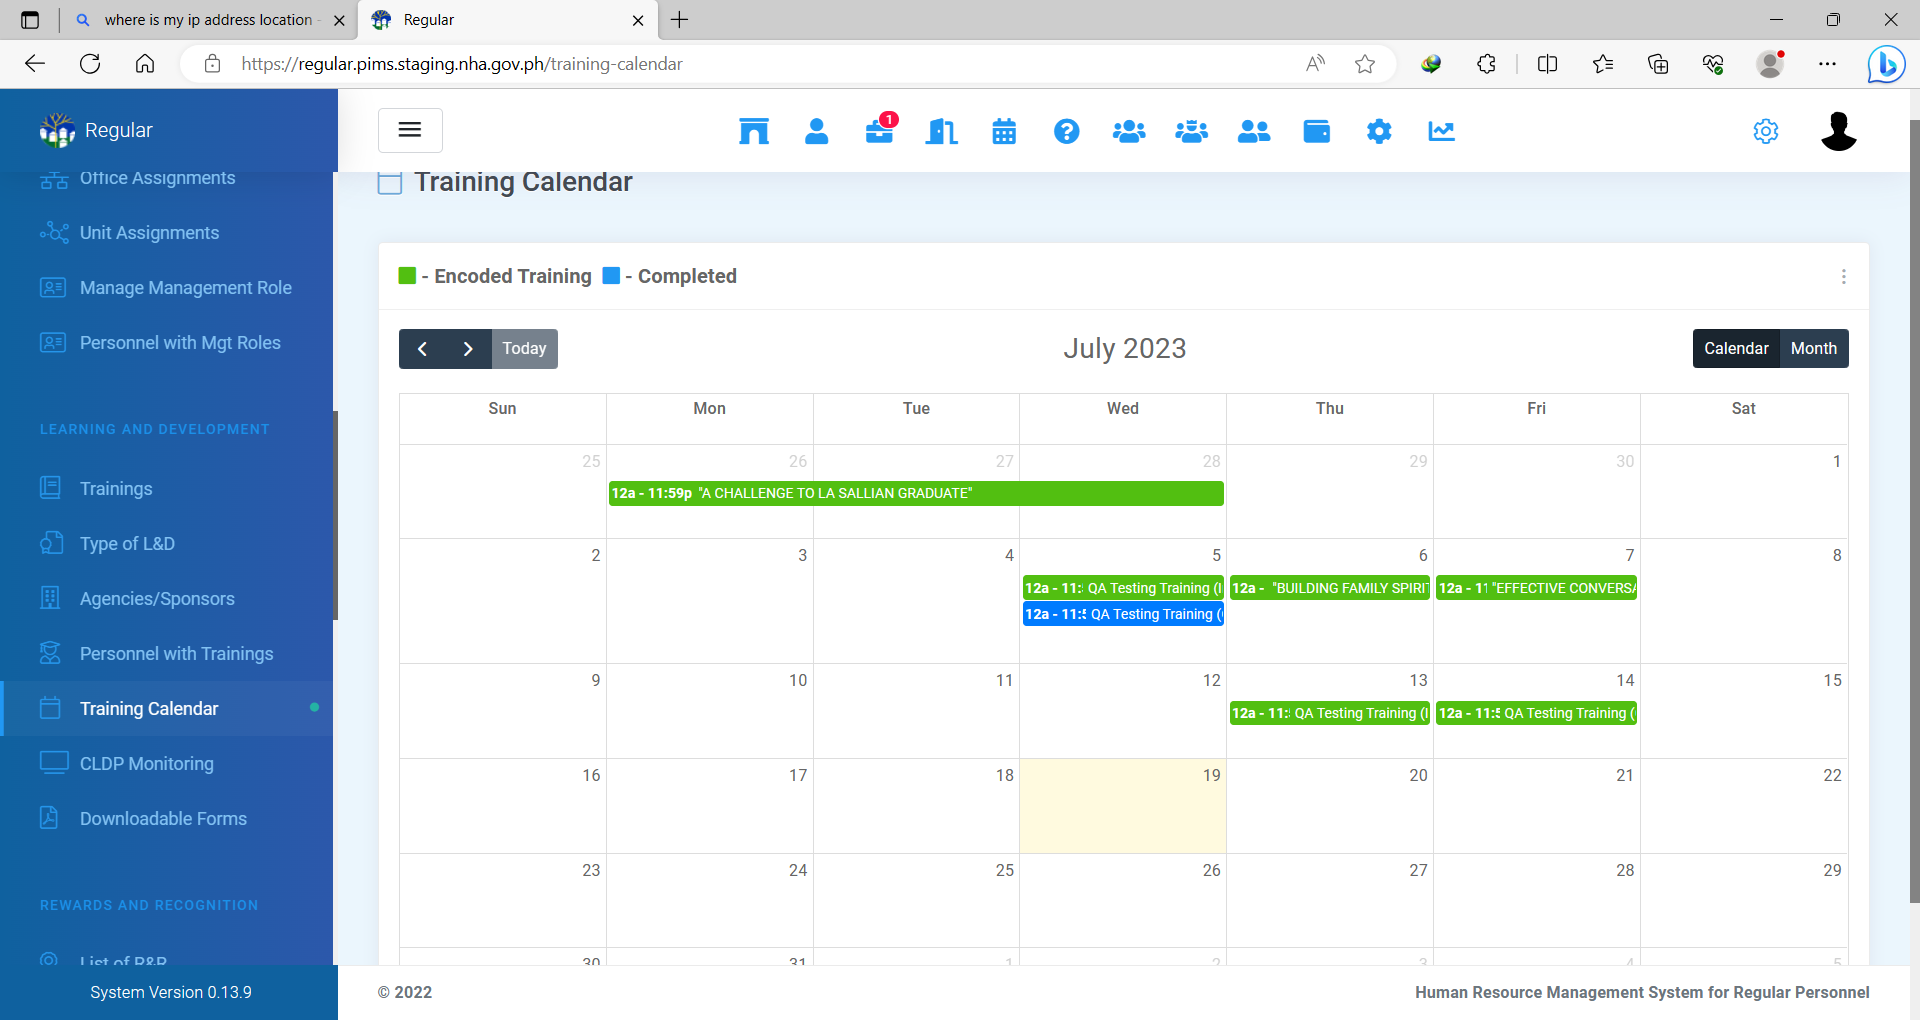 where is my ip address location
Regular
https://regular.pims.staging.nha.gov.ph/training-calendar
Regular
1
Office Assignments
Unit Assignments
Manage Management Role
Personnel with Mgt Roles
LEARNING AND DEVELOPMENT
Trainings
Type of L&D
Agencies/Sponsors
Personnel with Trainings
Training Calendar
CLDP Monitoring
Downloadable Forms
REWARDS AND RECOGNITION
List of R&R
System Version 0.13.9
Training Calendar
- Encoded Training - Completed
Today
July 2023
Calendar Month
Sun Mon Tue Wed Thu Fri Sat
25 26 27 28 29 30 1
12a - 11:59p "A CHALLENGE TO LA SALLIAN GRADUATE"
2 3 4 5 6 7 8
12a - 11: QA Testing Training ( 12a - "BUILDING FAMILY SPIRI 12a - 11 "EFFECTIVE CONVERSA
12a - 11:5 QA Testing Training (
9 10 11 12 13 14 15
12a - 11: QA Testing Training ( 12a - 11:5 QA Testing Training (
16 17 18 19 20 21 22
23 24 25 26 27 28 29
30 31 1 2 3 4 5
© 2022
Human Resource Management System for Regular Personnel